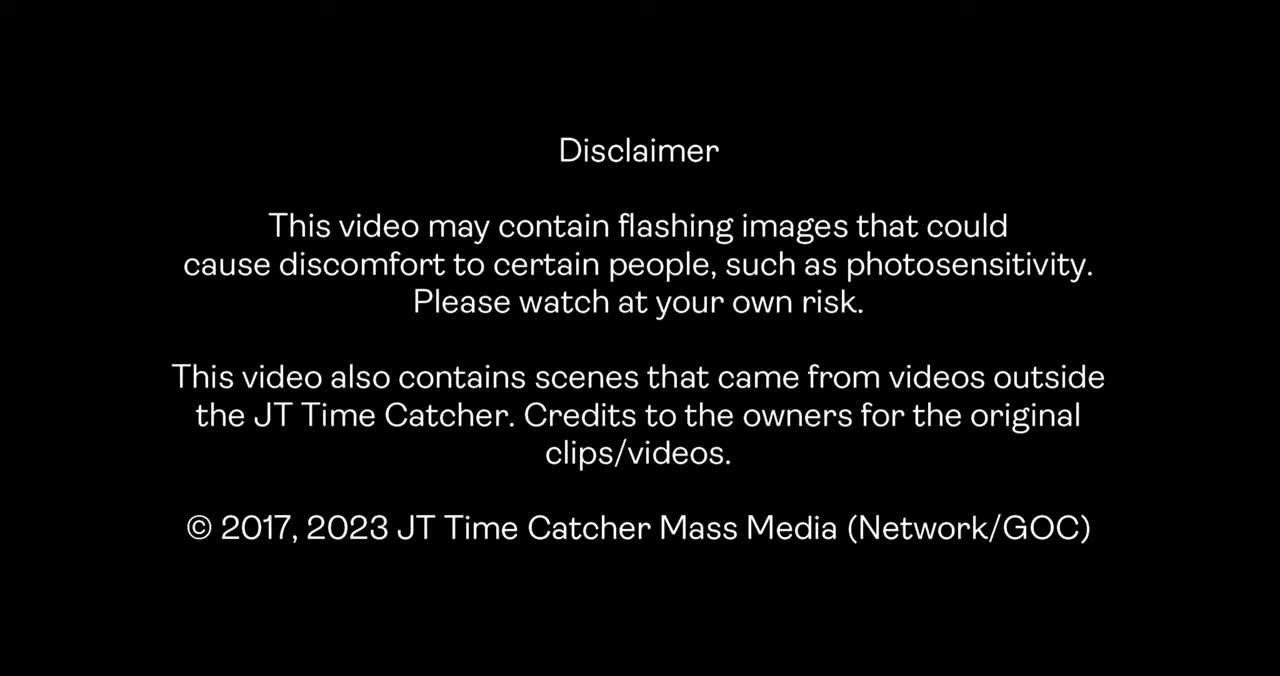 Disclaimer
This video may contain flashing images that could
cause discomfort to certain people, such as photosensitivity.
Please watch at your own risk.
This video also contains scenes that came from videos outside
the JT Time Catcher. Credits to the owners for the original
clips/videos.
© 2017, 2023 JT Time Catcher Mass Media (Network/GOC)